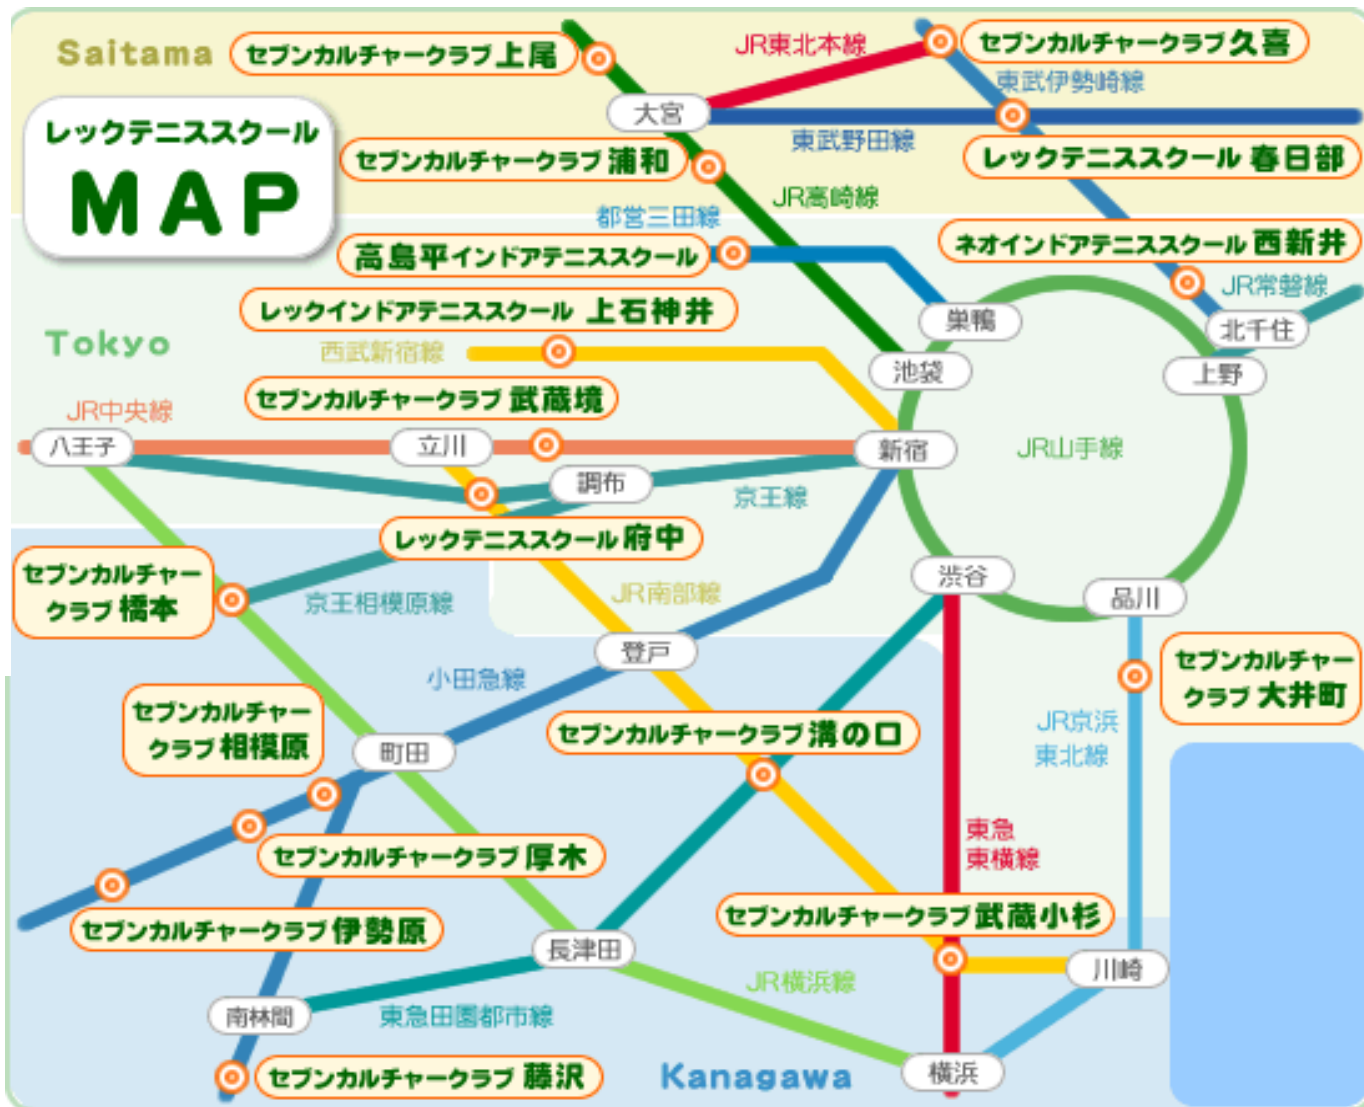 Saitama
セブンカルチャークラブ 上尾
JR東北本線
セブンカルチャークラブ 久喜
東武伊勢崎線
大宮
レックテニススクール
MAP
東武野田線
セブンカルチャークラブ 浦和
レックテニススクール 春日部
JR高崎線
都営三田線
高島平インドアテニススクール
ネオインドアテニススクール 西新井
JR常磐線
レックインドアテニススクール 上石神井
巣鴨
北千住
Tokyo
西武新宿線
池袋
上野
セブンカルチャークラブ 武蔵境
JR中央線
八王子
立川
新宿
JR山手線
調布
京王線
レックテニススクール 府中
セブンカルチャー
クラブ 橋本
京王相模原線
JR南部線
渋谷
品川
登戸
小田急線
セブンカルチャー
クラブ 大井町
セブンカルチャー
クラブ 相模原
町田
セブンカルチャークラブ 溝の口
JR京浜
東北線
東急
東横線
セブンカルチャークラブ 厚木
セブンカルチャークラブ 武蔵小杉
セブンカルチャークラブ 伊勢原
長津田
川崎
JR横浜線
南林間
東急田園都市線
セブンカルチャークラブ 藤沢
Kanagawa
横浜